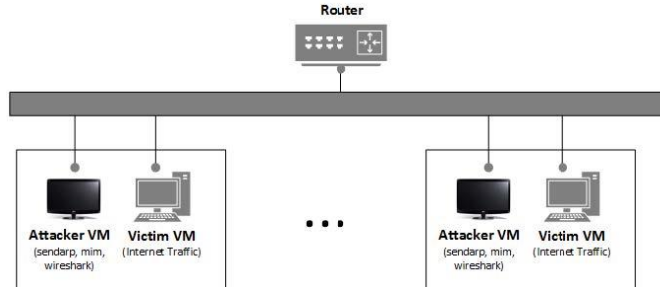 Router
...
Attacker VM
(sendarp, mim,
wireshark)
Victim VM
(Internet Traffic)
Attacker VM
(sendarp, mim,
wireshark)
Victim VM
(Internet Traffic)